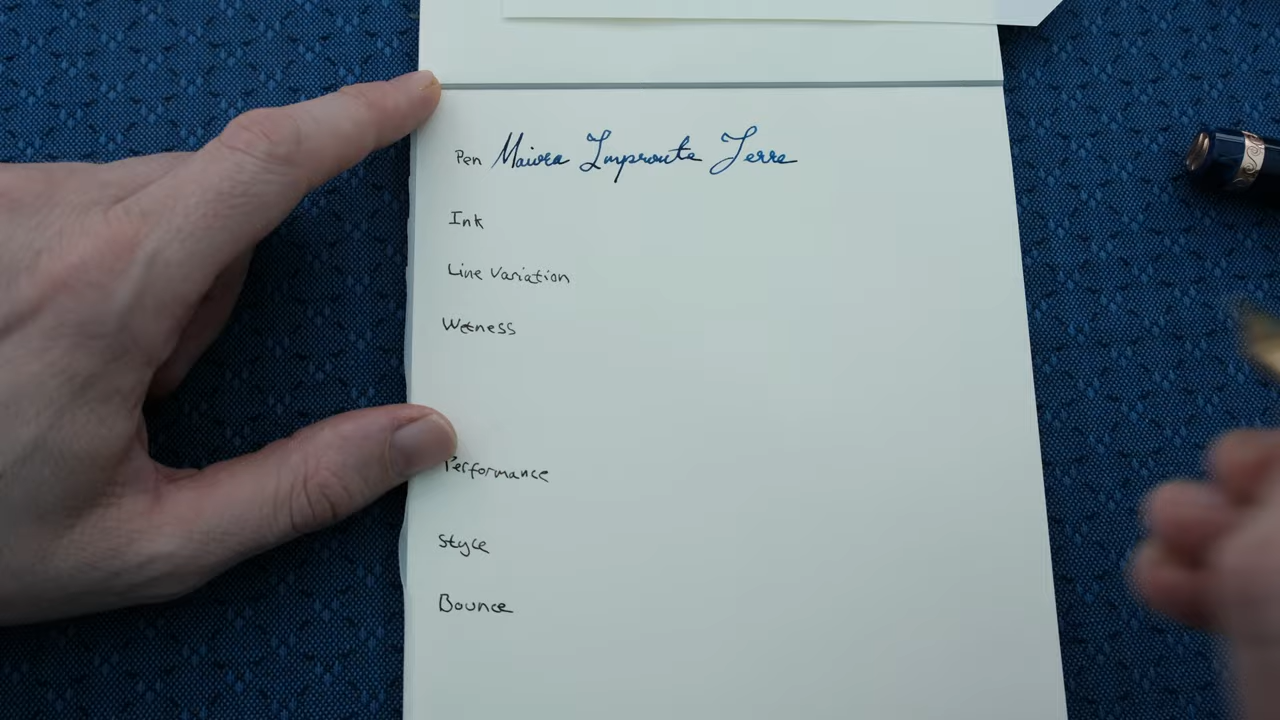 Pen Maiora Impronte Terre
Ink
Line Variation
Wetness
Performance
Style
Bounce